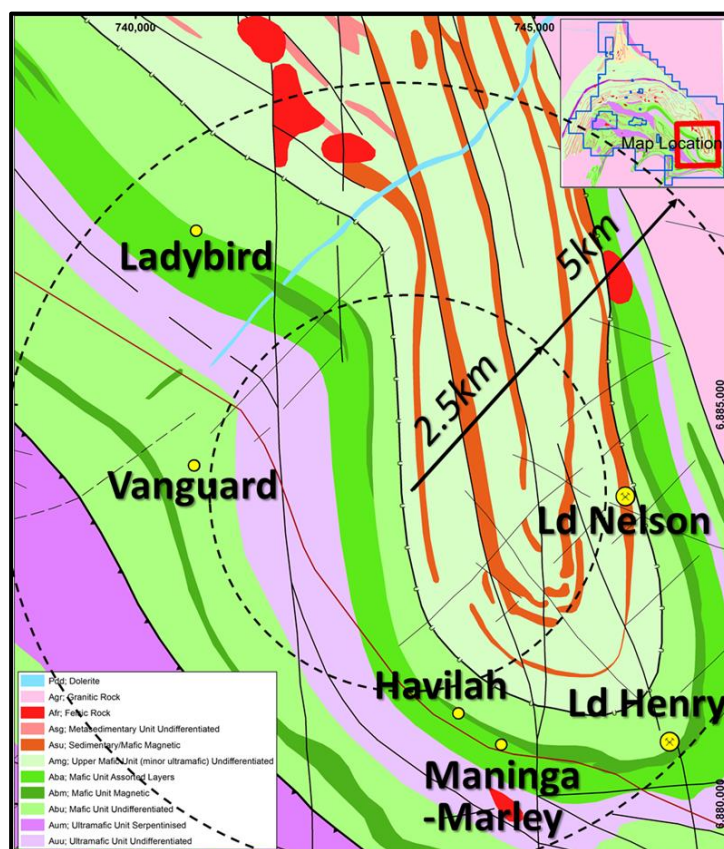 740,000
745,000
Map Location
Ladybird
5km
2.5km
6,885,000
Vanguard
Ld Nelson
Havilah
Ld Henry
Maninga
-Marley
6,880,000
Pdd; Dolerite
Agr; Granitic Rock
Afr; Felsic Rock
Asg; Metasedimentary Unit Undifferentiated
Asu; Sedimentary/Mafic Magnetic
Amg; Upper Mafic Unit (minor ultramafic) Undifferentiated
Aba; Mafic Unit Assorted Layers
Abm; Mafic Unit Magnetic
Abu; Mafic Unit Undifferentiated
Aum; Ultramafic Unit Serpentinised
Auu; Ultramafic Unit Undifferentiated